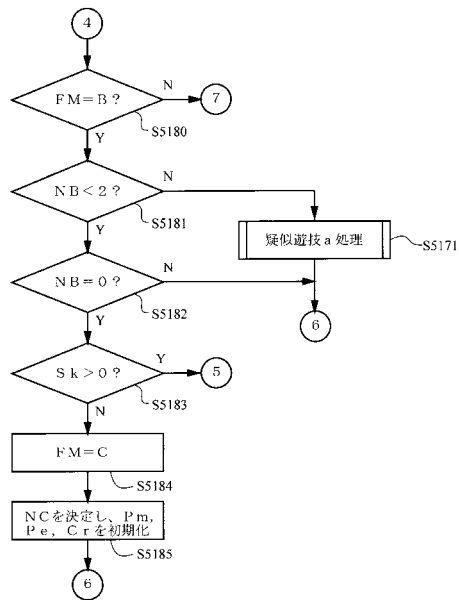 4
FM=B?
N
7
Y
S5180
NB<2?
N
Y
S5181
疑似遊技a処理
S5171
NB=0?
N
Y
S5182
6
Sk>0?
Y
5
N
S5183
FM=C
S5184
NCを決定し、Pm,
Pe,Crを初期化
S5185
6